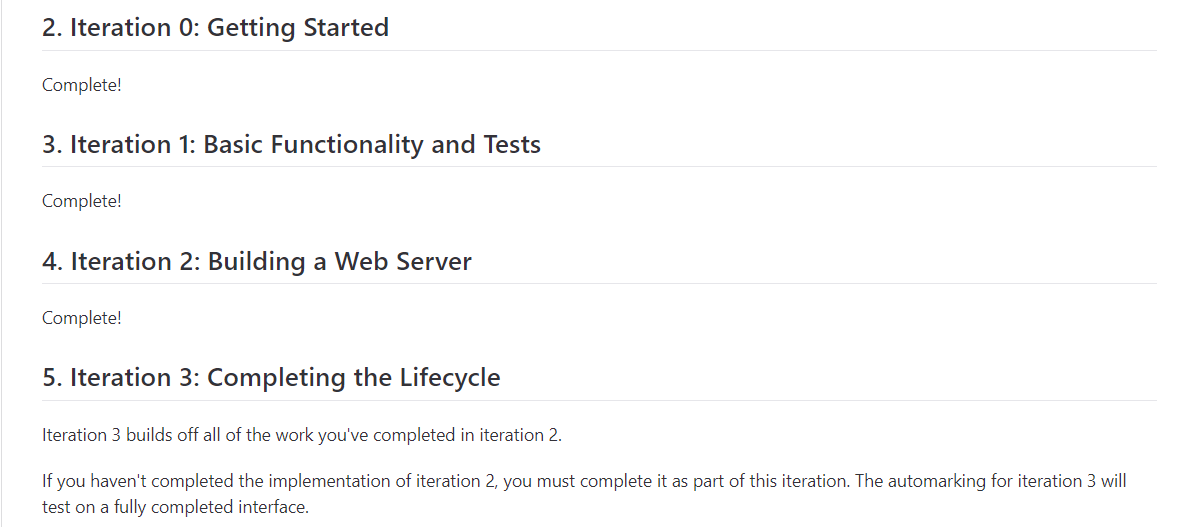 2. Iteration 0: Getting Started
Complete!
3. Iteration 1: Basic Functionality and Tests
Complete!
4. Iteration 2: Building a Web Server
Complete!
5. Iteration 3: Completing the Lifecycle
Iteration 3 builds off all of the work you've completed in iteration 2.
If you haven't completed the implementation of iteration 2, you must complete it as part of this iteration. The automarking for iteration 3 will
test on a fully completed interface.